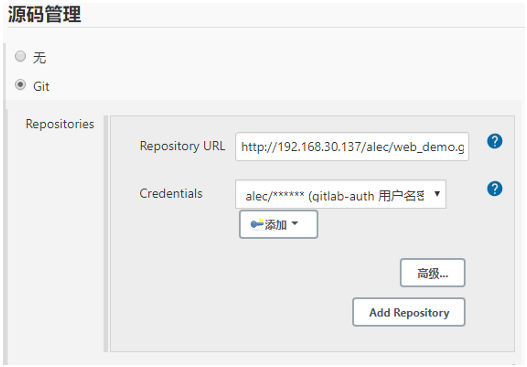 源码管理
无
Git
Repositories
Repository URL
http://192.168.30.137/alec/web_demo.g
Credentials
alec/****** (gitlab-auth 用户名密
添加
高级...
Add Repository